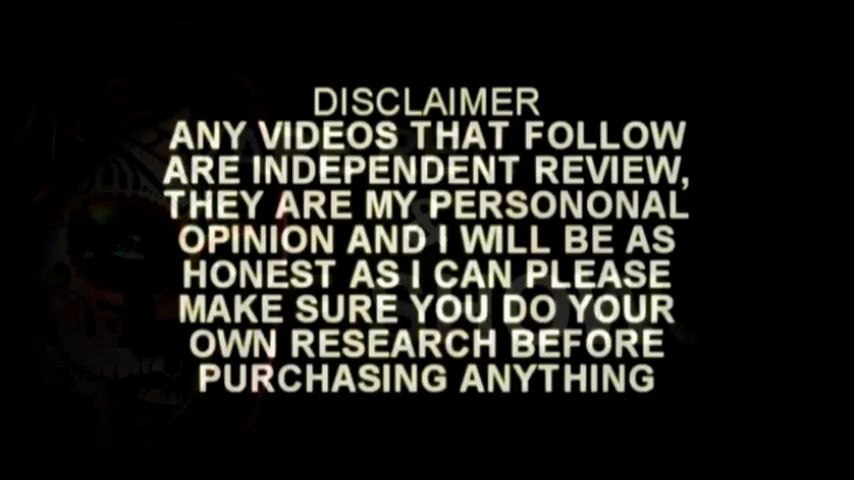 DISCLAIMER
ANY VIDEOS THAT FOLLOW
ARE INDEPENDENT REVIEW,
THEY ARE MY PERSONONAL
OPINION AND I WILL BE AS
HONEST AS I CAN PLEASE
MAKE SURE YOU DO YOUR
OWN RESEARCH BEFORE
PURCHASING ANYTHING